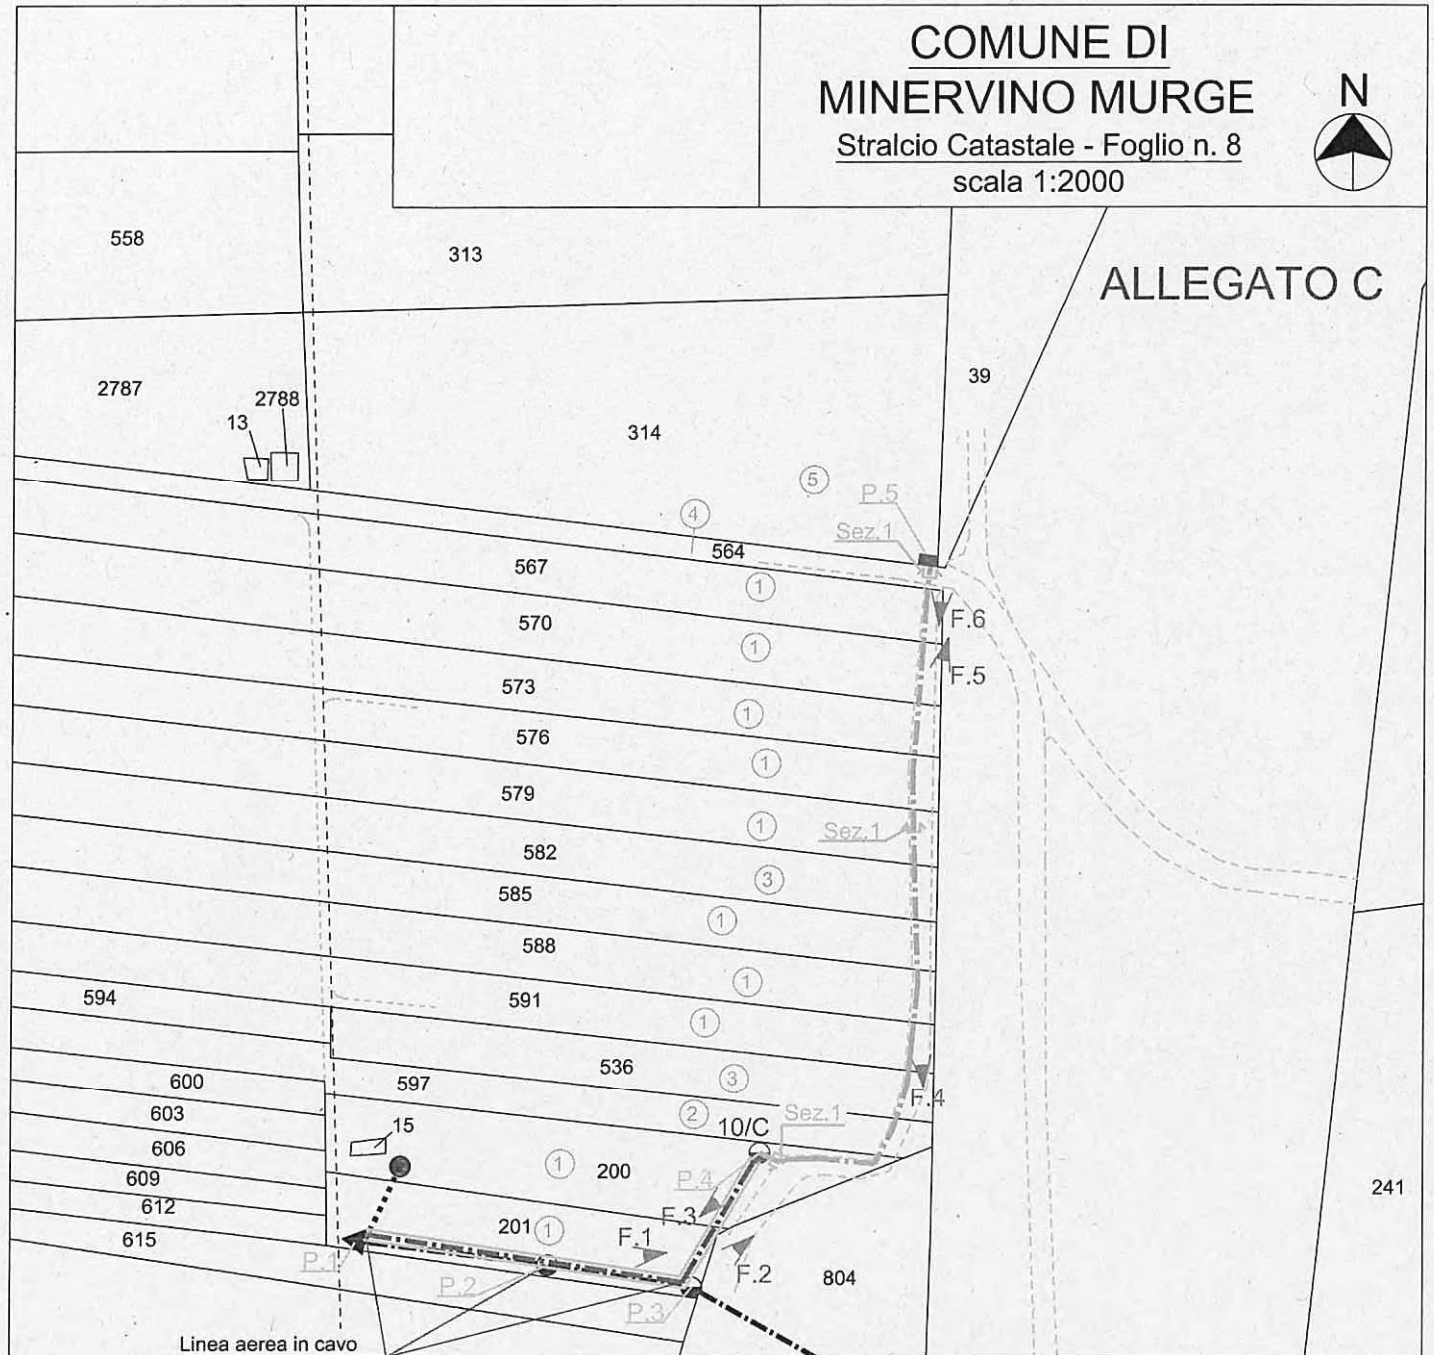 COMUNE DI
MINERVINO MURGE
Stralcio Catastale - Foglio n. 8
scala 1:2000
N
ALLEGATO C
558
313
39
2787
2788
13
314
5
P.5
4
Sez.1
564
567
1
F.6
570
1
F.5
573
1
576
1
579
1
Sez.1
582
3
585
1
588
1
594
591
1
536
3
600
597
F.4
603
2
Sez.1
10/C
15
606
1
200
P.4
609
241
612
F.3
201
1
F.1
615
P.1
F.2
804
P.2
P.3
Linea aerea in cavo